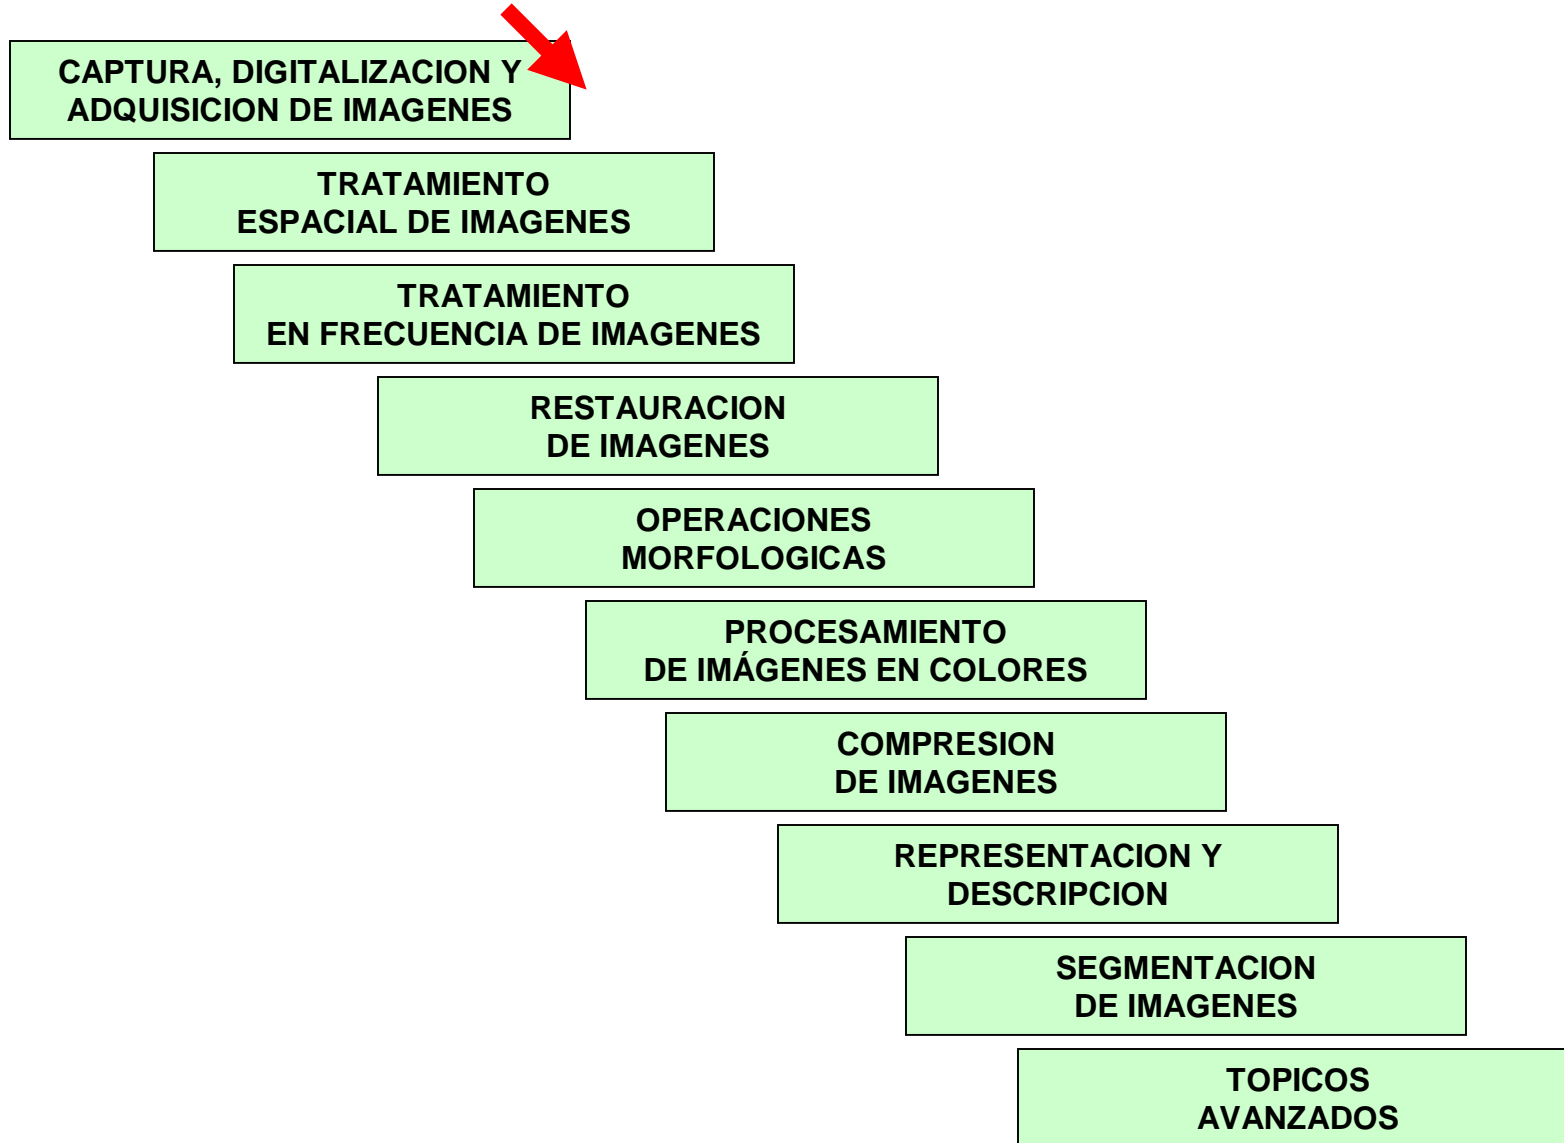 CAPTURA, DIGITALIZACION Y
ADQUISICION DE IMAGENES
TRATAMIENTO
ESPACIAL DE IMAGENES
TRATAMIENTO
EN FRECUENCIA DE IMAGENES
RESTAURACION
DE IMAGENES
OPERACIONES
MORFOLOGICAS
PROCESAMIENTO
DE IMÁGENES EN COLORES
COMPRESION
DE IMAGENES
REPRESENTACION Y
DESCRIPCION
SEGMENTACION
DE IMAGENES
TOPICOS
AVANZADOS